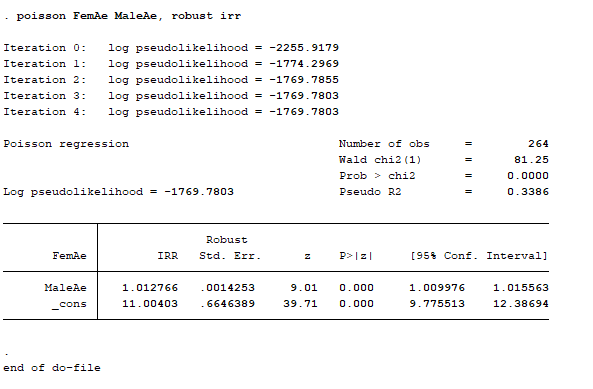 . poisson FemAe MaleAe, robust irr
Iteration 0:   log pseudolikelihood = -2255.9179
Iteration 1:   log pseudolikelihood = -1774.2969
Iteration 2:   log pseudolikelihood = -1769.7855
Iteration 3:   log pseudolikelihood = -1769.7803
Iteration 4:   log pseudolikelihood = -1769.7803
Poisson regression                              Number of obs     =        264
Wald chi2(1)      =      81.25
Prob > chi2       =     0.0000
Log pseudolikelihood = -1769.7803               Pseudo R2         =     0.3386
Robust
FemAe        IRR   Std. Err.      z    P>|z|     [95% Conf. Interval]
MaleAe   1.012766   .0014253     9.01   0.000     1.009976    1.015563
_cons   11.00403   .6646389    39.71   0.000     9.775513    12.38694
.
end of do-file